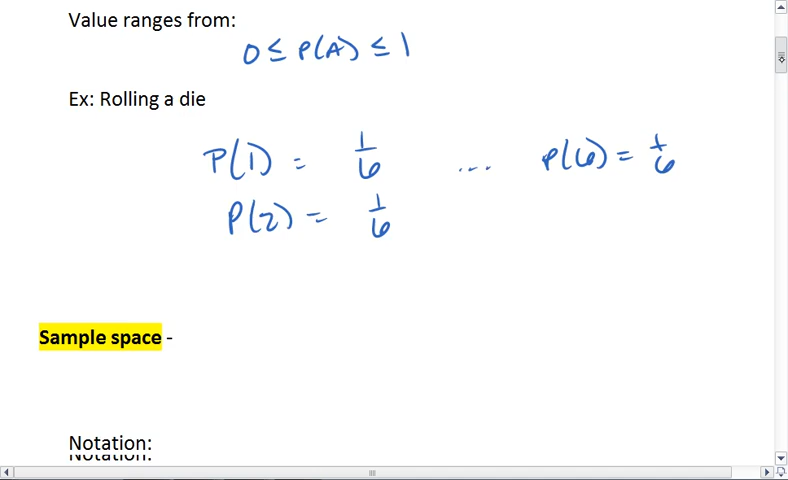 Value ranges from:
0 ≤ P(A) ≤ 1
Ex: Rolling a die
P(1) = 1/6 ... P(6) = 1/6
P(2) = 1/6
Sample space -
Notation:
Notation: